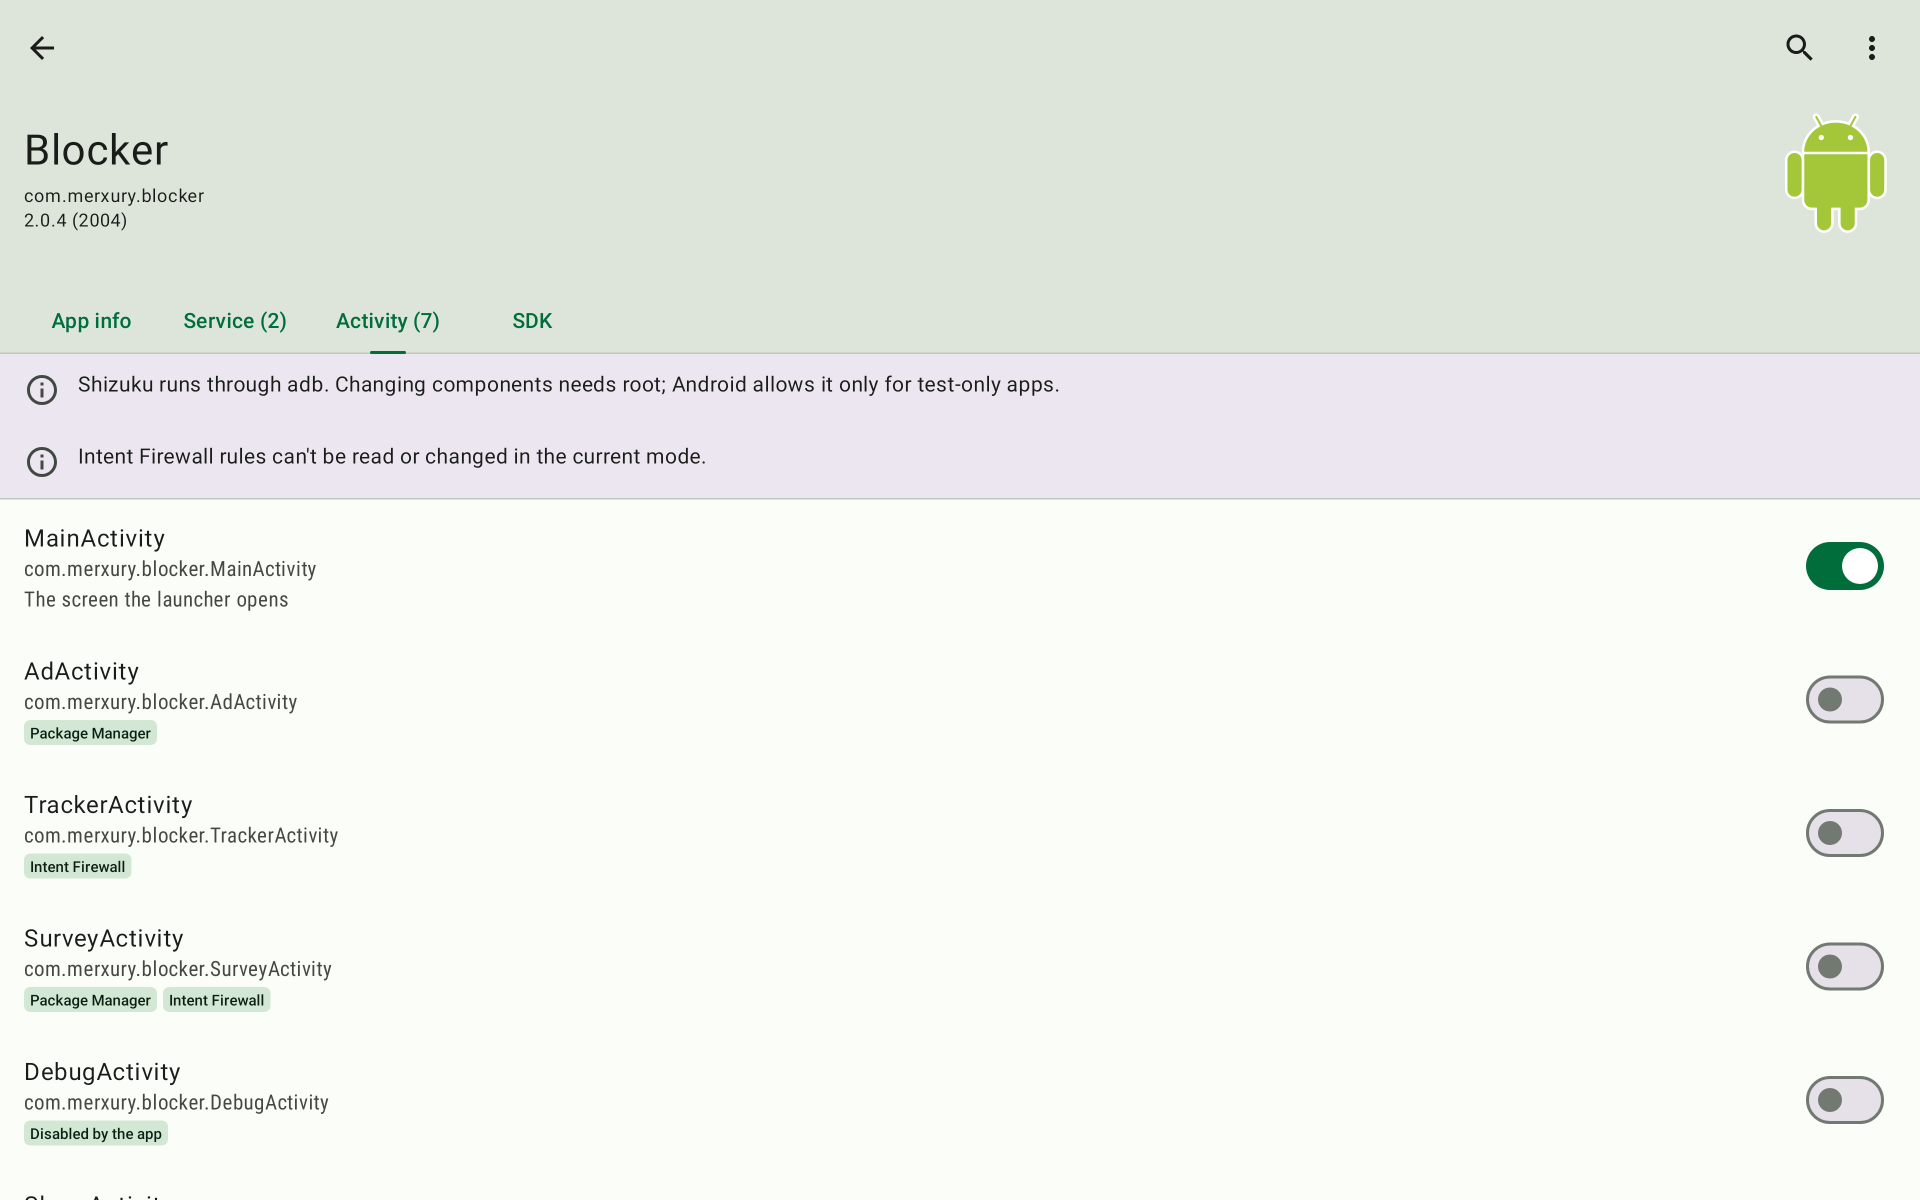 Blocker
com.merxury.blocker
2.0.4 (2004)
App info
Service (2)
Activity (7)
SDK
Shizuku runs through adb. Changing components needs root; Android allows it only for test-only apps.
Intent Firewall rules can't be read or changed in the current mode.
MainActivity
com.merxury.blocker.MainActivity
The screen the launcher opens
AdActivity
com.merxury.blocker.AdActivity
Package Manager
TrackerActivity
com.merxury.blocker.TrackerActivity
Intent Firewall
SurveyActivity
com.merxury.blocker.SurveyActivity
Package Manager Intent Firewall
DebugActivity
com.merxury.blocker.DebugActivity
Disabled by the app